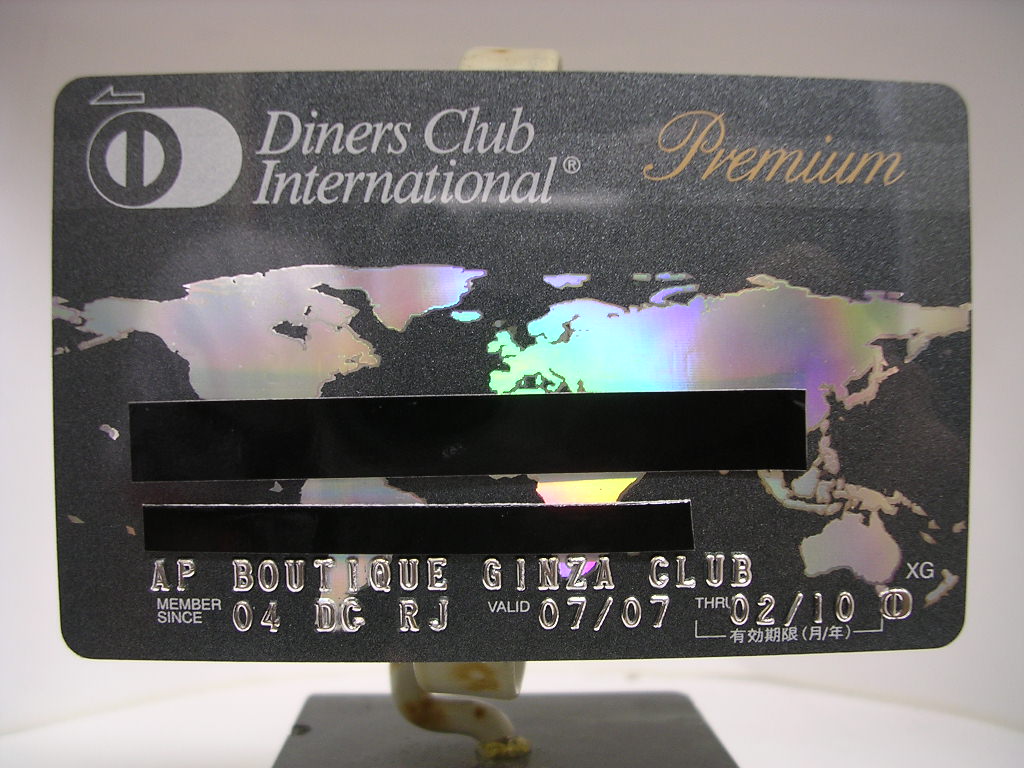 Diners Club
International®
Premium
AP BOUTIQUE GINZA CLUB
XG
MEMBER SINCE 04 DC RJ VALID 07/07 THRU 02/10
有効期限(月/年)